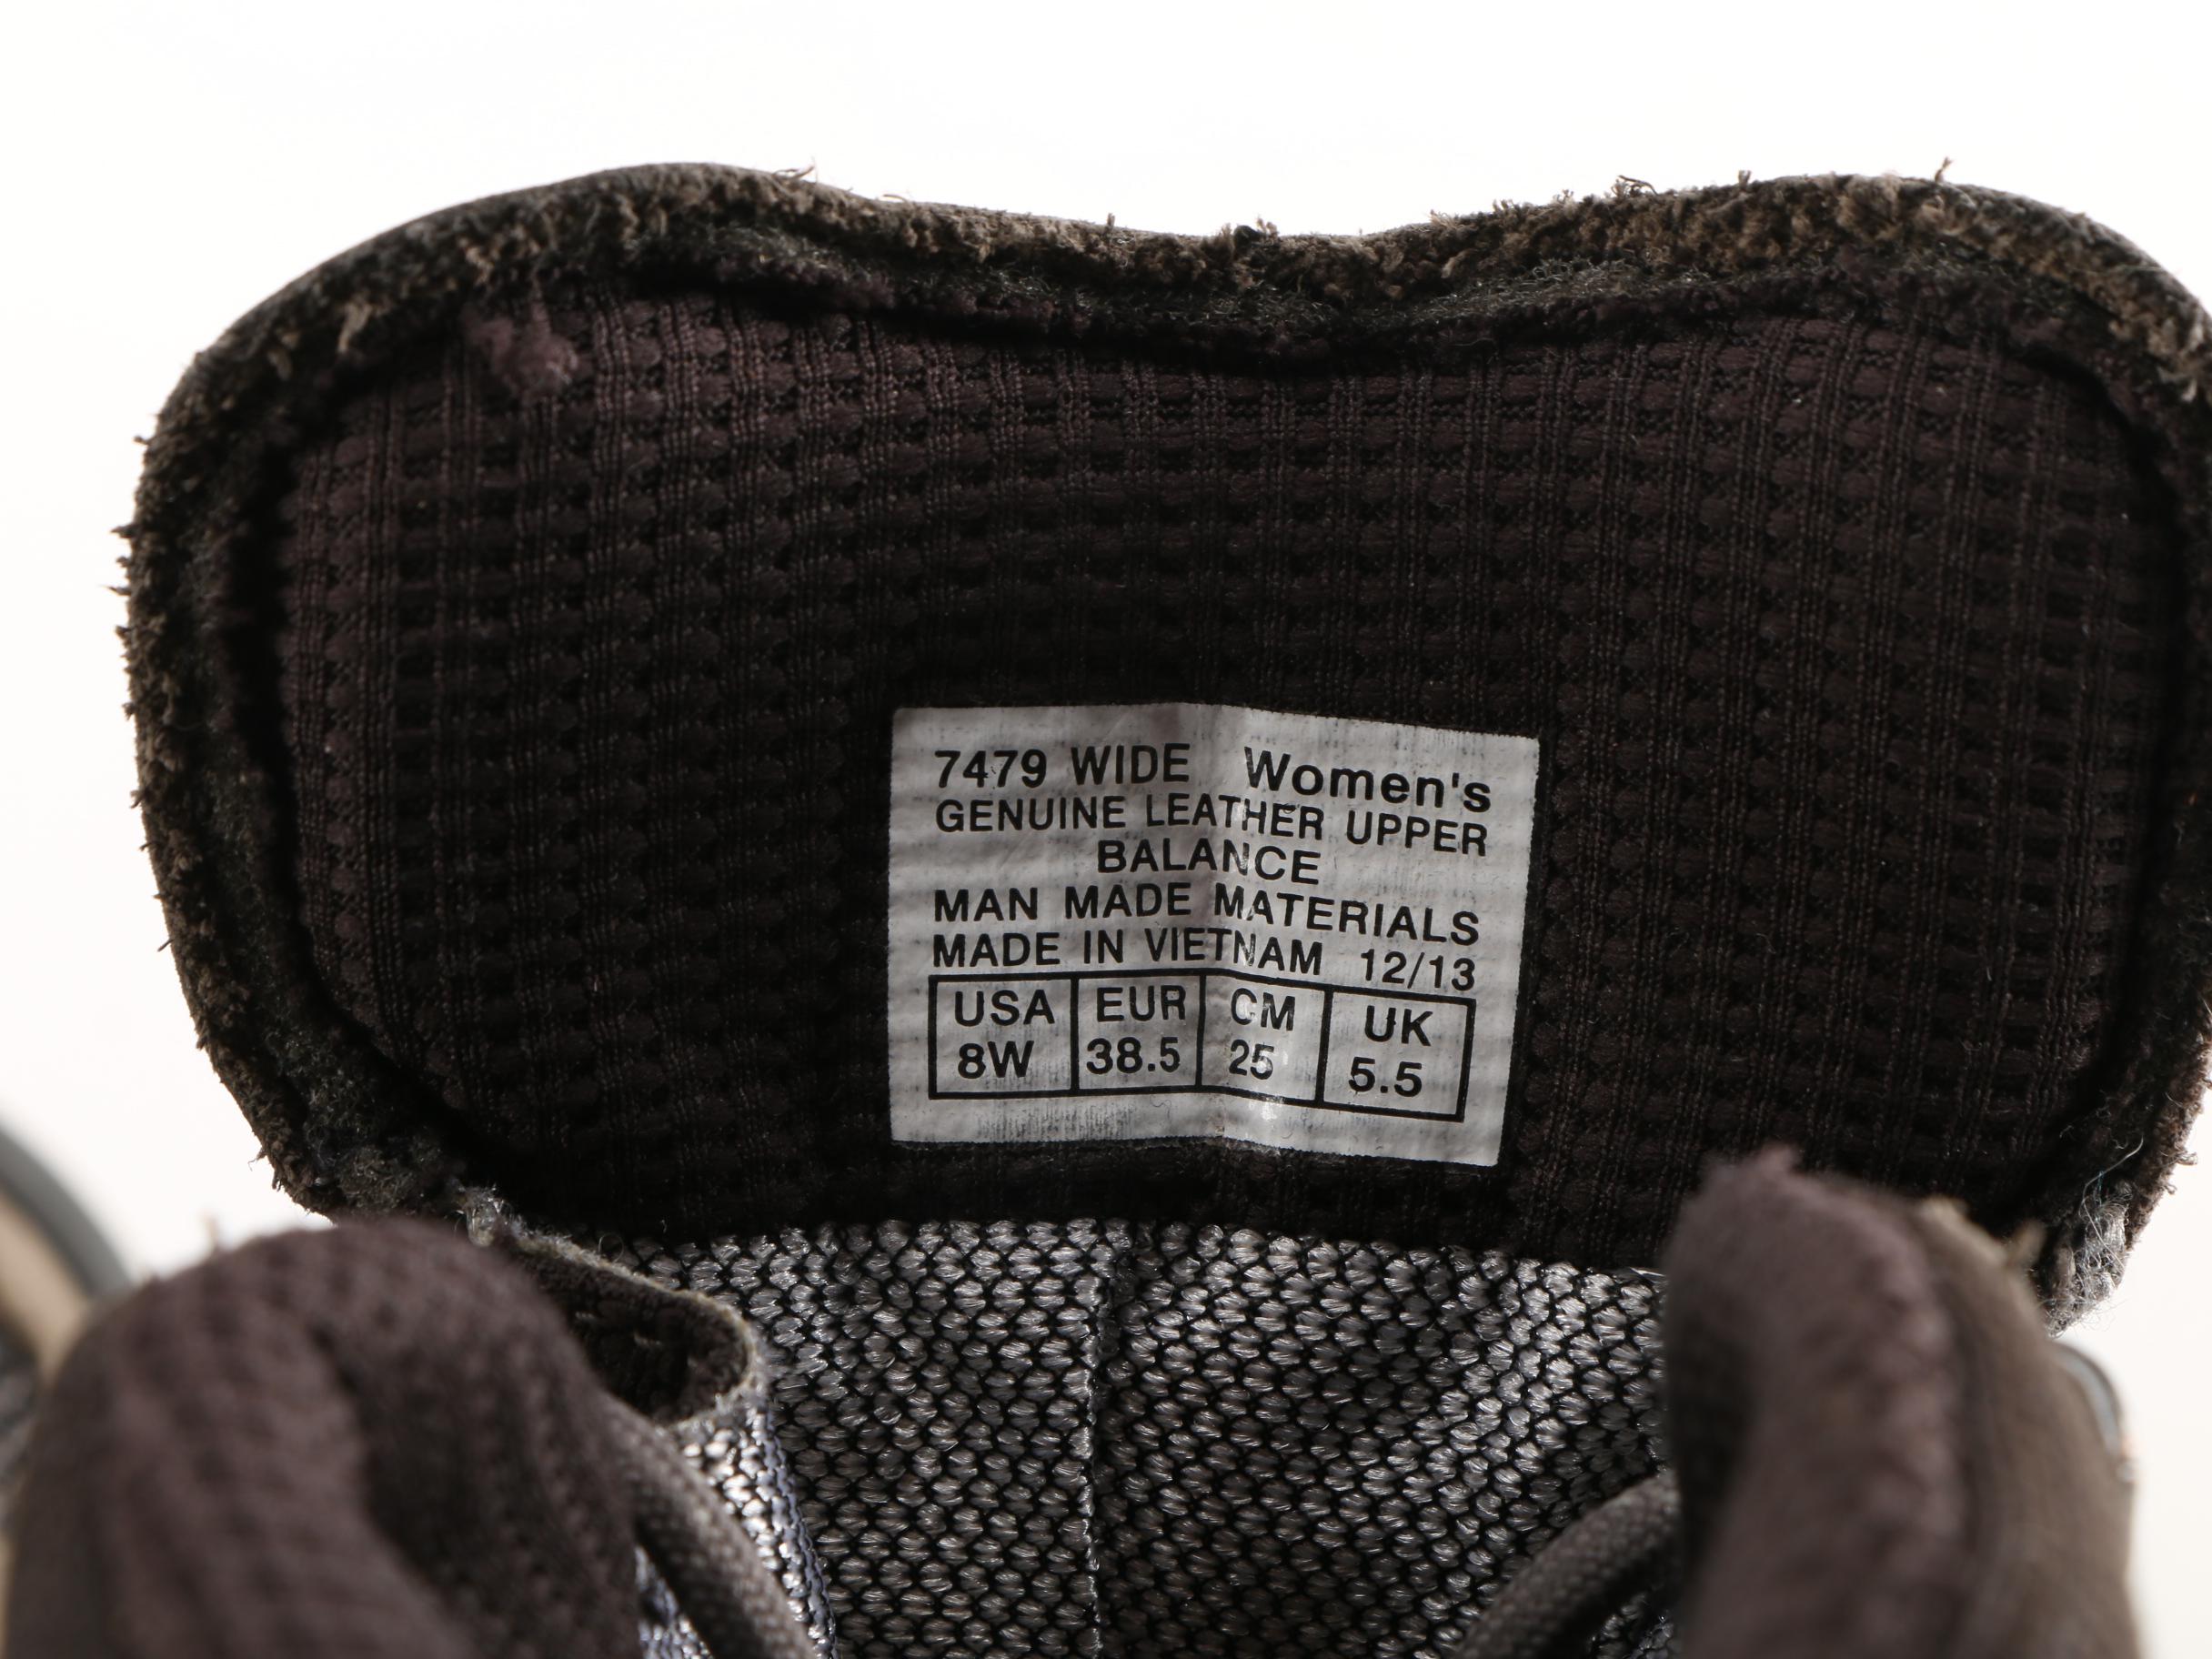 7479 WIDE Women's
GENUINE LEATHER UPPER
BALANCE
MAN MADE MATERIALS
MADE IN VIETNAM 12/13
USA EUR CM UK
8W 38.5 25 5.5